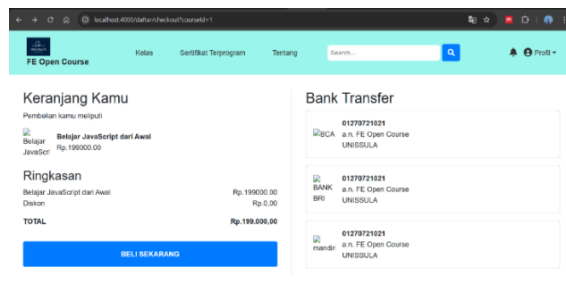 localhost:4000/daftar/checkout?courseId=1
FE Open Course
Kelas
Sertifikat Terprogram
Tentang
Search...
Profil
Keranjang Kamu
Pembelian kamu meliputi
Belajar JavaScri
Belajar JavaScript dari Awal
Rp.199000.00
Ringkasan
Belajar JavaScript dari Awal Rp.199000.00
Diskon Rp.0,00
TOTAL Rp.199.000,00
BELI SEKARANG
Bank Transfer
BCA
01279721021
a.n. FE Open Course
UNISSULA
BANK BRI
01279721021
a.n. FE Open Course
UNISSULA
mandir
01279721021
a.n. FE Open Course
UNISSULA